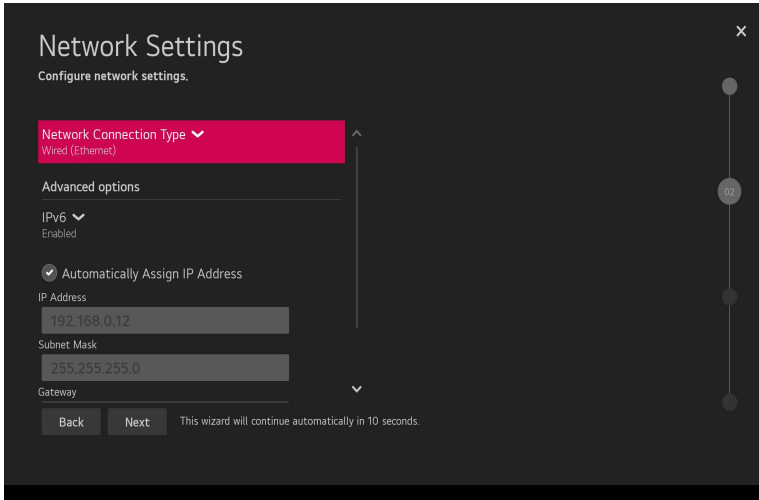 Network Settings
Configure network settings.
Network Connection Type
Wired (Ethernet)
Advanced options
IPv6
Enabled
02
Automatically Assign IP Address
IP Address
192.168.0.12
Subnet Mask
255.255.255.0
Gateway
Back
Next
This wizard will continue automatically in 10 seconds.